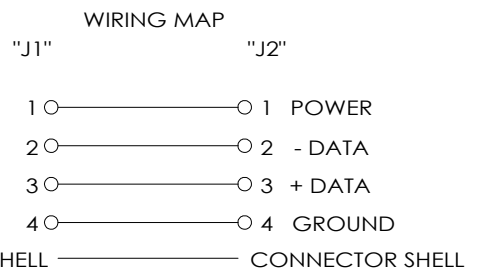 WIRING MAP
"J1" "J2"
1 1 POWER
2 2 - DATA
3 3 + DATA
4 4 GROUND
HELL CONNECTOR SHELL